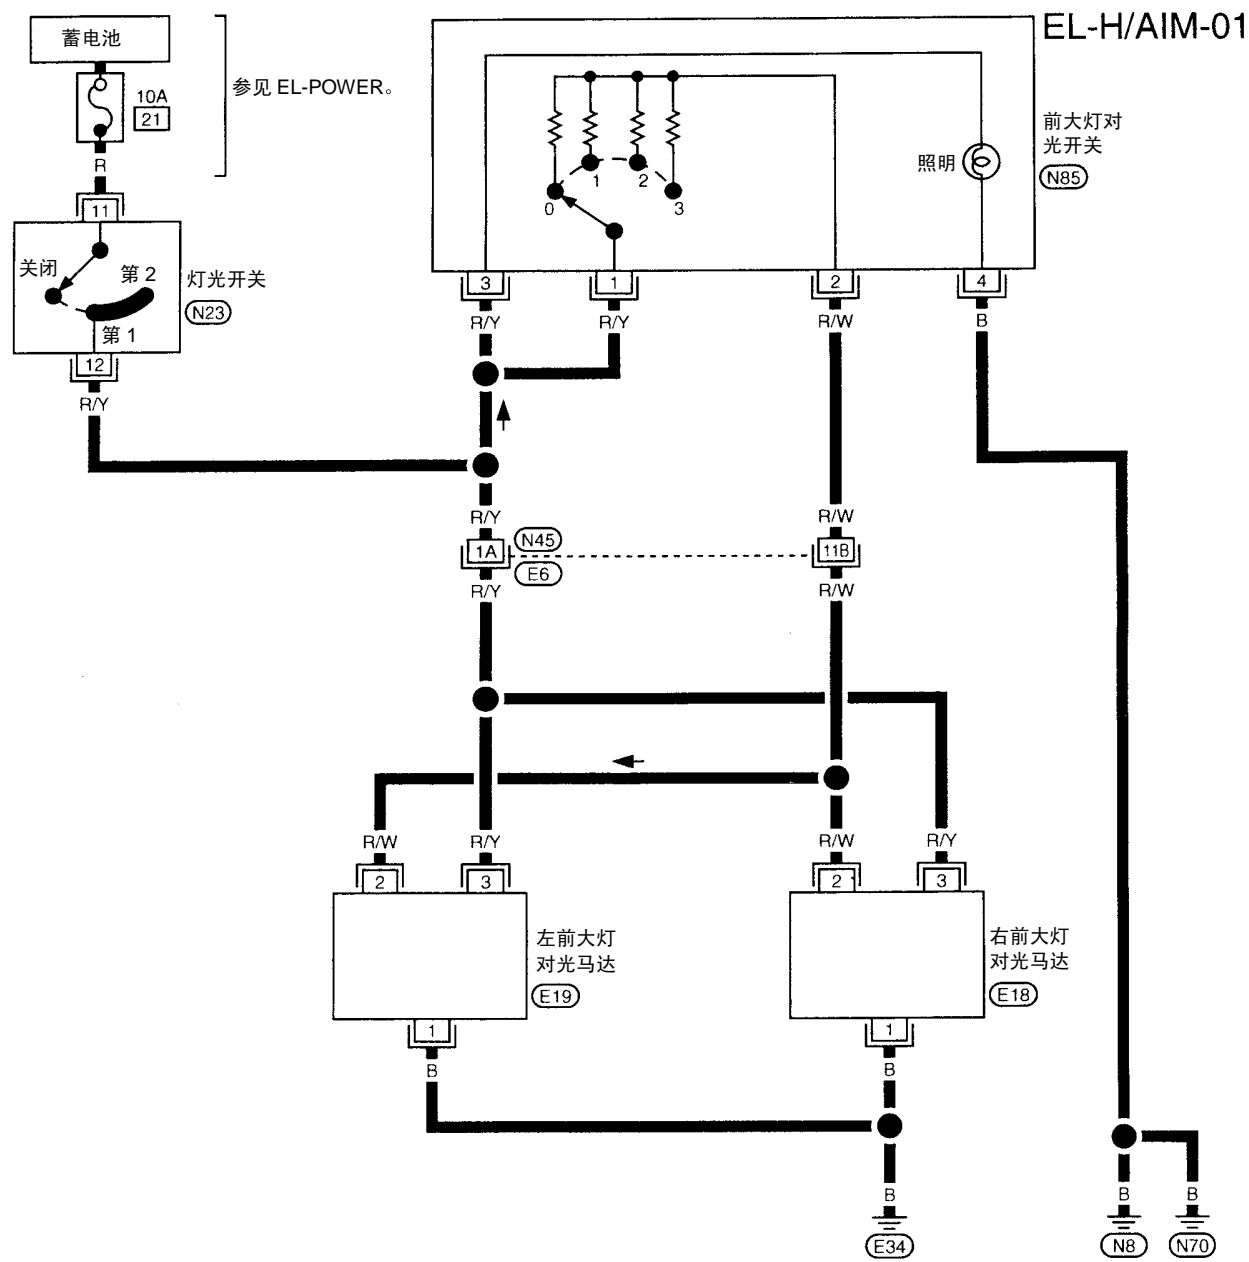 EL-H/AIM-01
蓄电池
10A
21
参见 EL-POWER。
R
11
关闭
第 2
第 1
灯光开关
N23
12
R/Y
0
1
2
3
照明
前大灯对
光开关
N85
3
1
2
4
R/Y
R/Y
R/W
B
R/Y
R/W
1A
N45
E6
11B
R/Y
R/W
R/W
R/Y
R/W
R/Y
2
3
2
3
左前大灯
对光马达
E19
右前大灯
对光马达
E18
1
1
B
B
B
B
B
E34
N8
N70